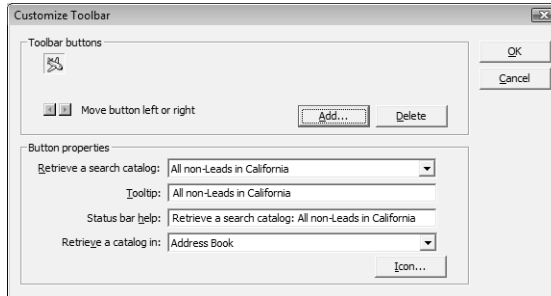 Customize Toolbar
Toolbar buttons
OK
Cancel
Move button left or right
Add...
Delete
Button properties
Retrieve a search catalog: All non-Leads in California
Tooltip: All non-Leads in California
Status bar help: Retrieve a search catalog: All non-Leads in California
Retrieve a catalog in: Address Book
Icon...